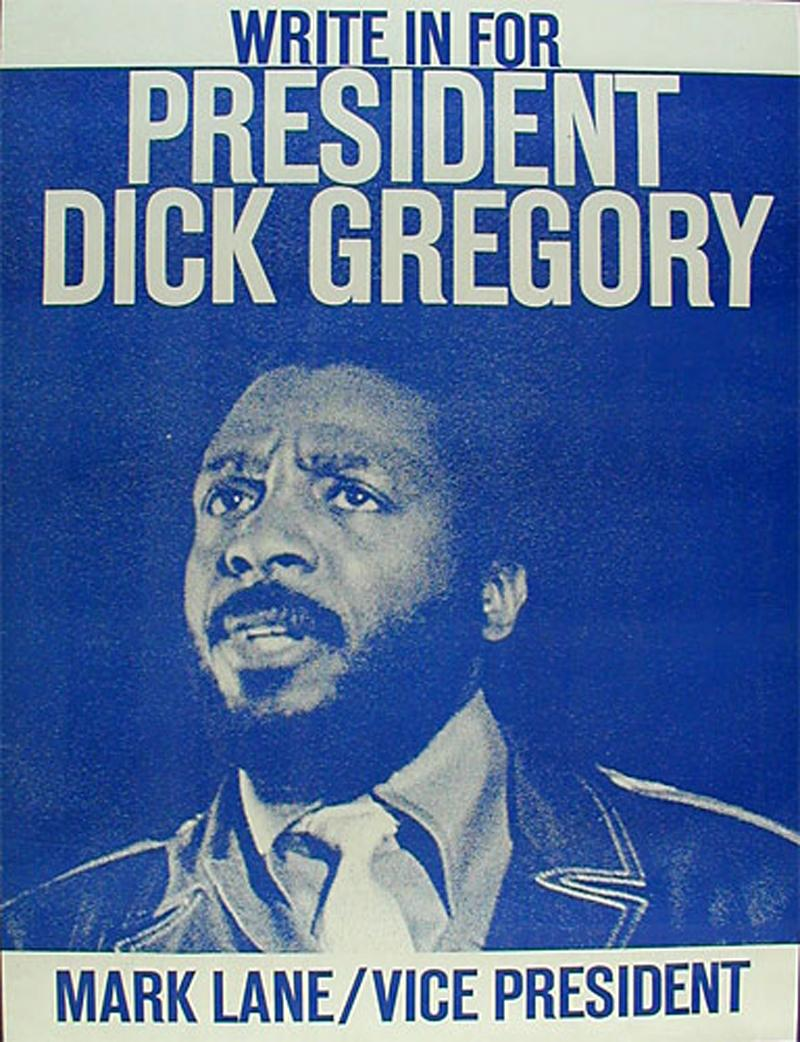 WRITE IN FOR
PRESIDENT
DICK GREGORY
MARK LANE/VICE PRESIDENT